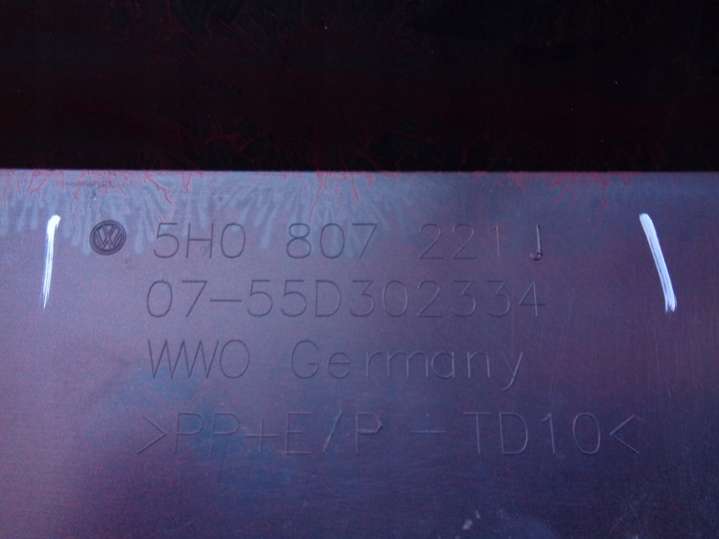 5H0 807 221 J
07-55D302334
WWO Germany
>PP+E/P - TD10<